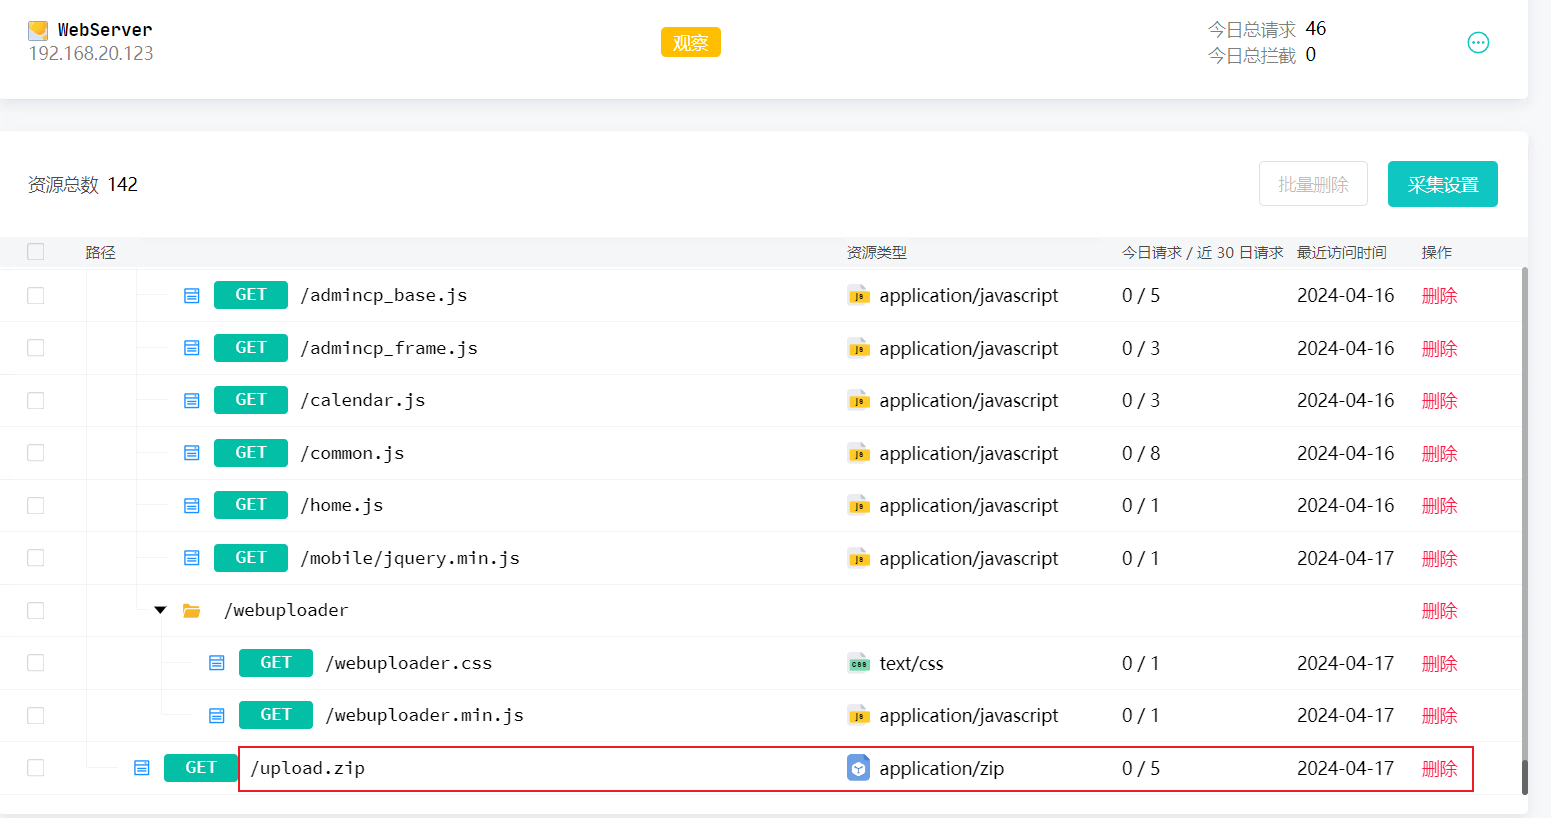 WebServer
192.168.20.123
观察
今日总请求 46
今日总拦截 0
资源总数 142
批量删除
采集设置
路径 资源类型 今日请求 / 近 30 日请求 最近访问时间 操作
GET /admincp_base.js application/javascript 0 / 5 2024-04-16 删除
GET /admincp_frame.js application/javascript 0 / 3 2024-04-16 删除
GET /calendar.js application/javascript 0 / 3 2024-04-16 删除
GET /common.js application/javascript 0 / 8 2024-04-16 删除
GET /home.js application/javascript 0 / 1 2024-04-16 删除
GET /mobile/jquery.min.js application/javascript 0 / 1 2024-04-17 删除
/webuploader 删除
GET /webuploader.css text/css 0 / 1 2024-04-17 删除
GET /webuploader.min.js application/javascript 0 / 1 2024-04-17 删除
GET /upload.zip application/zip 0 / 5 2024-04-17 删除